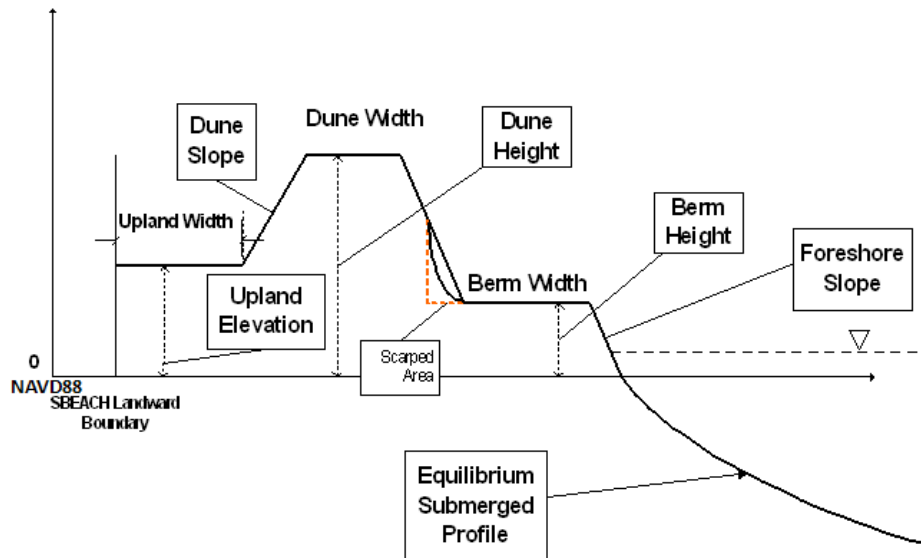 Dune Width
Dune
Slope
Dune
Height
Upland Width
Berm
Height
Foreshore
Slope
Berm Width
Upland
Elevation
Scarped
Area
0
NAVD88
SBEACH Landward
Boundary
Equilibrium
Submerged
Profile